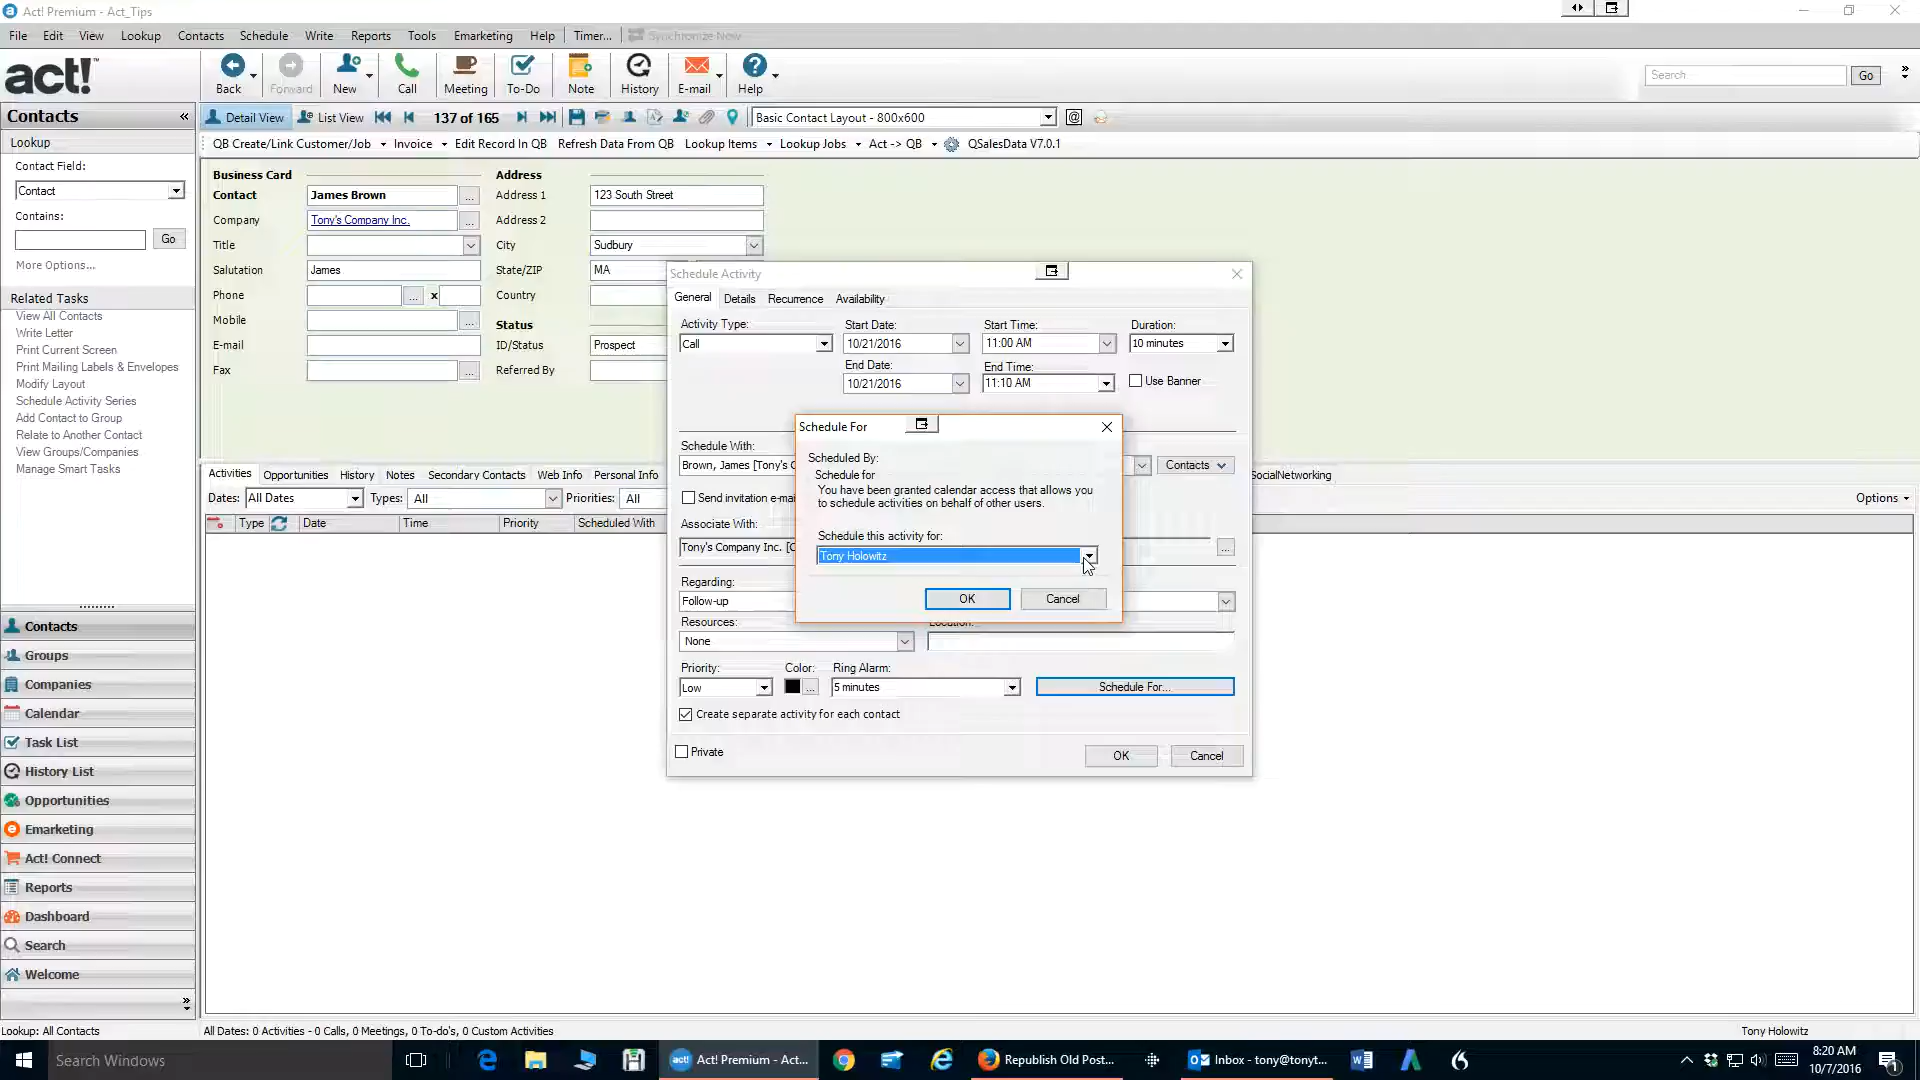 Act! Premium - Act_Tips
File Edit View Lookup Contacts Schedule Write Reports Tools Emarketing Help Timer... Synchronize Now
act!
Back Forward New Call Meeting To-Do Note History E-mail Help
Search Go
Contacts «
Detail View List View 137 of 165 Basic Contact Layout - 800x600
QB Create/Link Customer/Job Invoice Edit Record In QB Refresh Data From QB Lookup Items Lookup Jobs Act -> QB QSalesData V7.0.1
Lookup
Contact Field:
Contact
Contains:
Go
More Options...
Related Tasks
View All Contacts
Write Letter
Print Current Screen
Print Mailing Labels & Envelopes
Modify Layout
Schedule Activity Series
Add Contact to Group
Relate to Another Contact
View Groups/Companies
Manage Smart Tasks
Contacts
Groups
Companies
Calendar
Task List
History List
Opportunities
Emarketing
Act! Connect
Reports
Dashboard
Search
Welcome
Business Card
Contact James Brown ...
Company Tony's Company Inc. ...
Title
Salutation James
Phone ... x
Mobile ...
E-mail
Fax ...
Address
Address 1 123 South Street
Address 2
City Sudbury
State/ZIP MA
Country
Status
ID/Status Prospect
Referred By
Activities Opportunities History Notes Secondary Contacts Web Info Personal Info SocialNetworking
Dates: All Dates Types: All Priorities: All Options
Type Date Time Priority Scheduled With
Schedule Activity
General Details Recurrence Availability
Activity Type: Start Date: Start Time: Duration:
Call 10/21/2016 11:00 AM 10 minutes
End Date: End Time:
10/21/2016 11:10 AM Use Banner
Schedule With:
Brown, James [Tony's C Contacts
Send invitation e-mai
Associate With:
Tony's Company Inc. [C ...
Regarding:
Follow-up
Resources: Location:
None
Priority: Color: Ring Alarm:
Low ... 5 minutes Schedule For...
Create separate activity for each contact
Private OK Cancel
Schedule For
Scheduled By:
Schedule for
You have been granted calendar access that allows you
to schedule activities on behalf of other users.
Schedule this activity for:
Tony Holowitz
OK Cancel
Lookup: All Contacts All Dates: 0 Activities - 0 Calls, 0 Meetings, 0 To-do's, 0 Custom Activities Tony Holowitz
Search Windows act! Act! Premium - Act... Republish Old Post... Inbox - tony@tonyt...
8:20 AM
10/7/2016
1